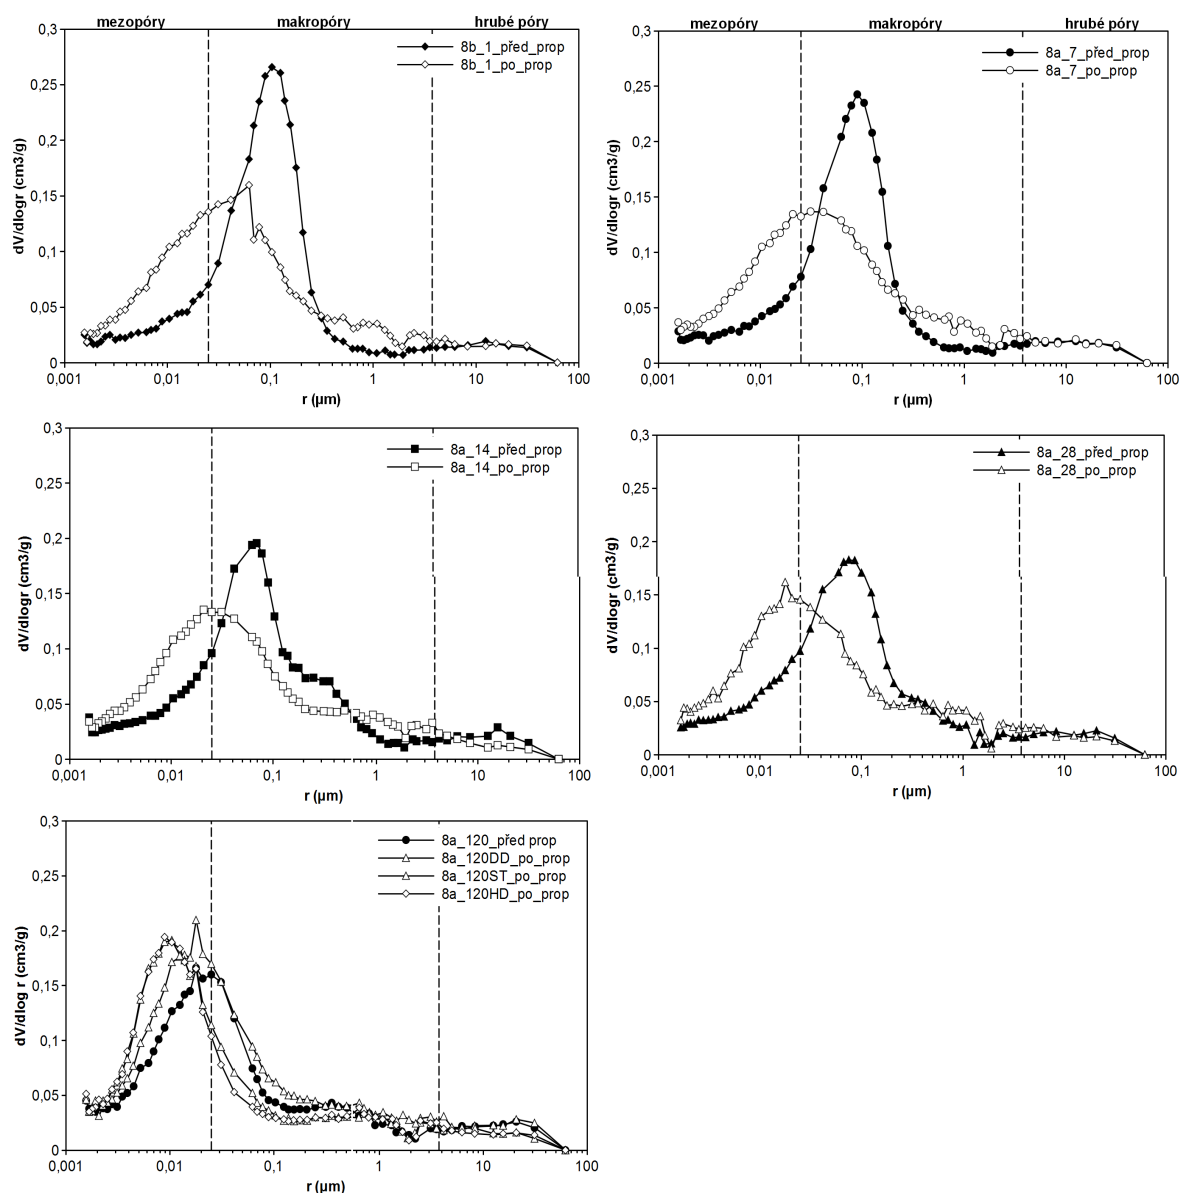 mezopóry makropóry hrubé póry
0,3
8b_1_před_prop
8b_1_po_prop
0,25
0,2
0,15
0,1
0,05
0
dV/dlogr (cm3/g)
0,001 0,01 0,1 1 10 100
r (µm)
mezopóry makropóry hrubé póry
0,3
8a_7_před_prop
8a_7_po_prop
0,25
0,2
0,15
0,1
0,05
0
dV/dlogr (cm3/g)
0,001 0,01 0,1 1 10 100
r (µm)
0,3
8a_14_před_prop
8a_14_po_prop
0,25
0,2
0,15
0,1
0,05
0
dV/dlogr (cm3/g)
0,001 0,01 0,1 1 10 100
r (µm)
0,3
8a_28_před_prop
8a_28_po_prop
0,25
0,2
0,15
0,1
0,05
0
dV/dlogr (cm3/g)
0,001 0,01 0,1 1 10 100
r (µm)
0,3
8a_120_před prop
8a_120DD_po_prop
8a_120ST_po_prop
8a_120HD_po_prop
0,25
0,2
0,15
0,1
0,05
0
dV/dlog r (cm3/g)
0,001 0,01 0,1 1 10 100
r (µm)